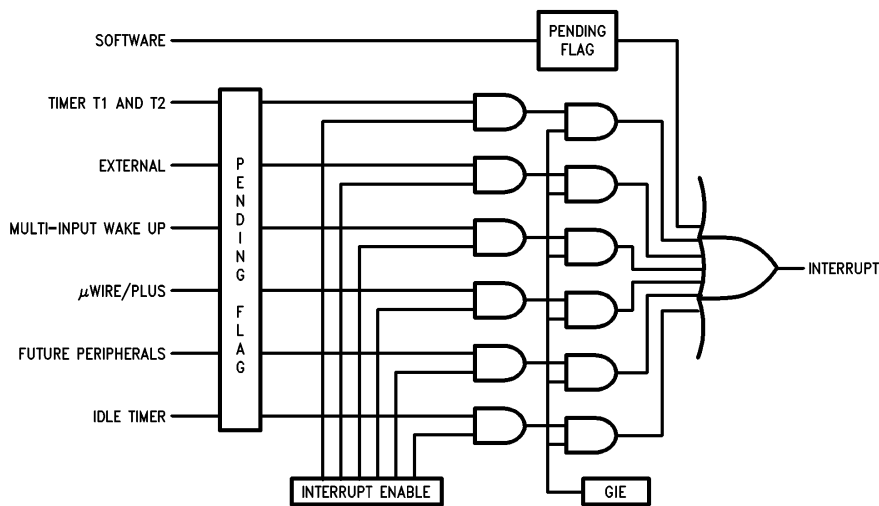 SOFTWARE
PENDING
FLAG
TIMER T1 AND T2
EXTERNAL
MULTI-INPUT WAKE UP
μWIRE/PLUS
FUTURE PERIPHERALS
IDLE TIMER
PENDING FLAG
INTERRUPT
INTERRUPT ENABLE
GIE